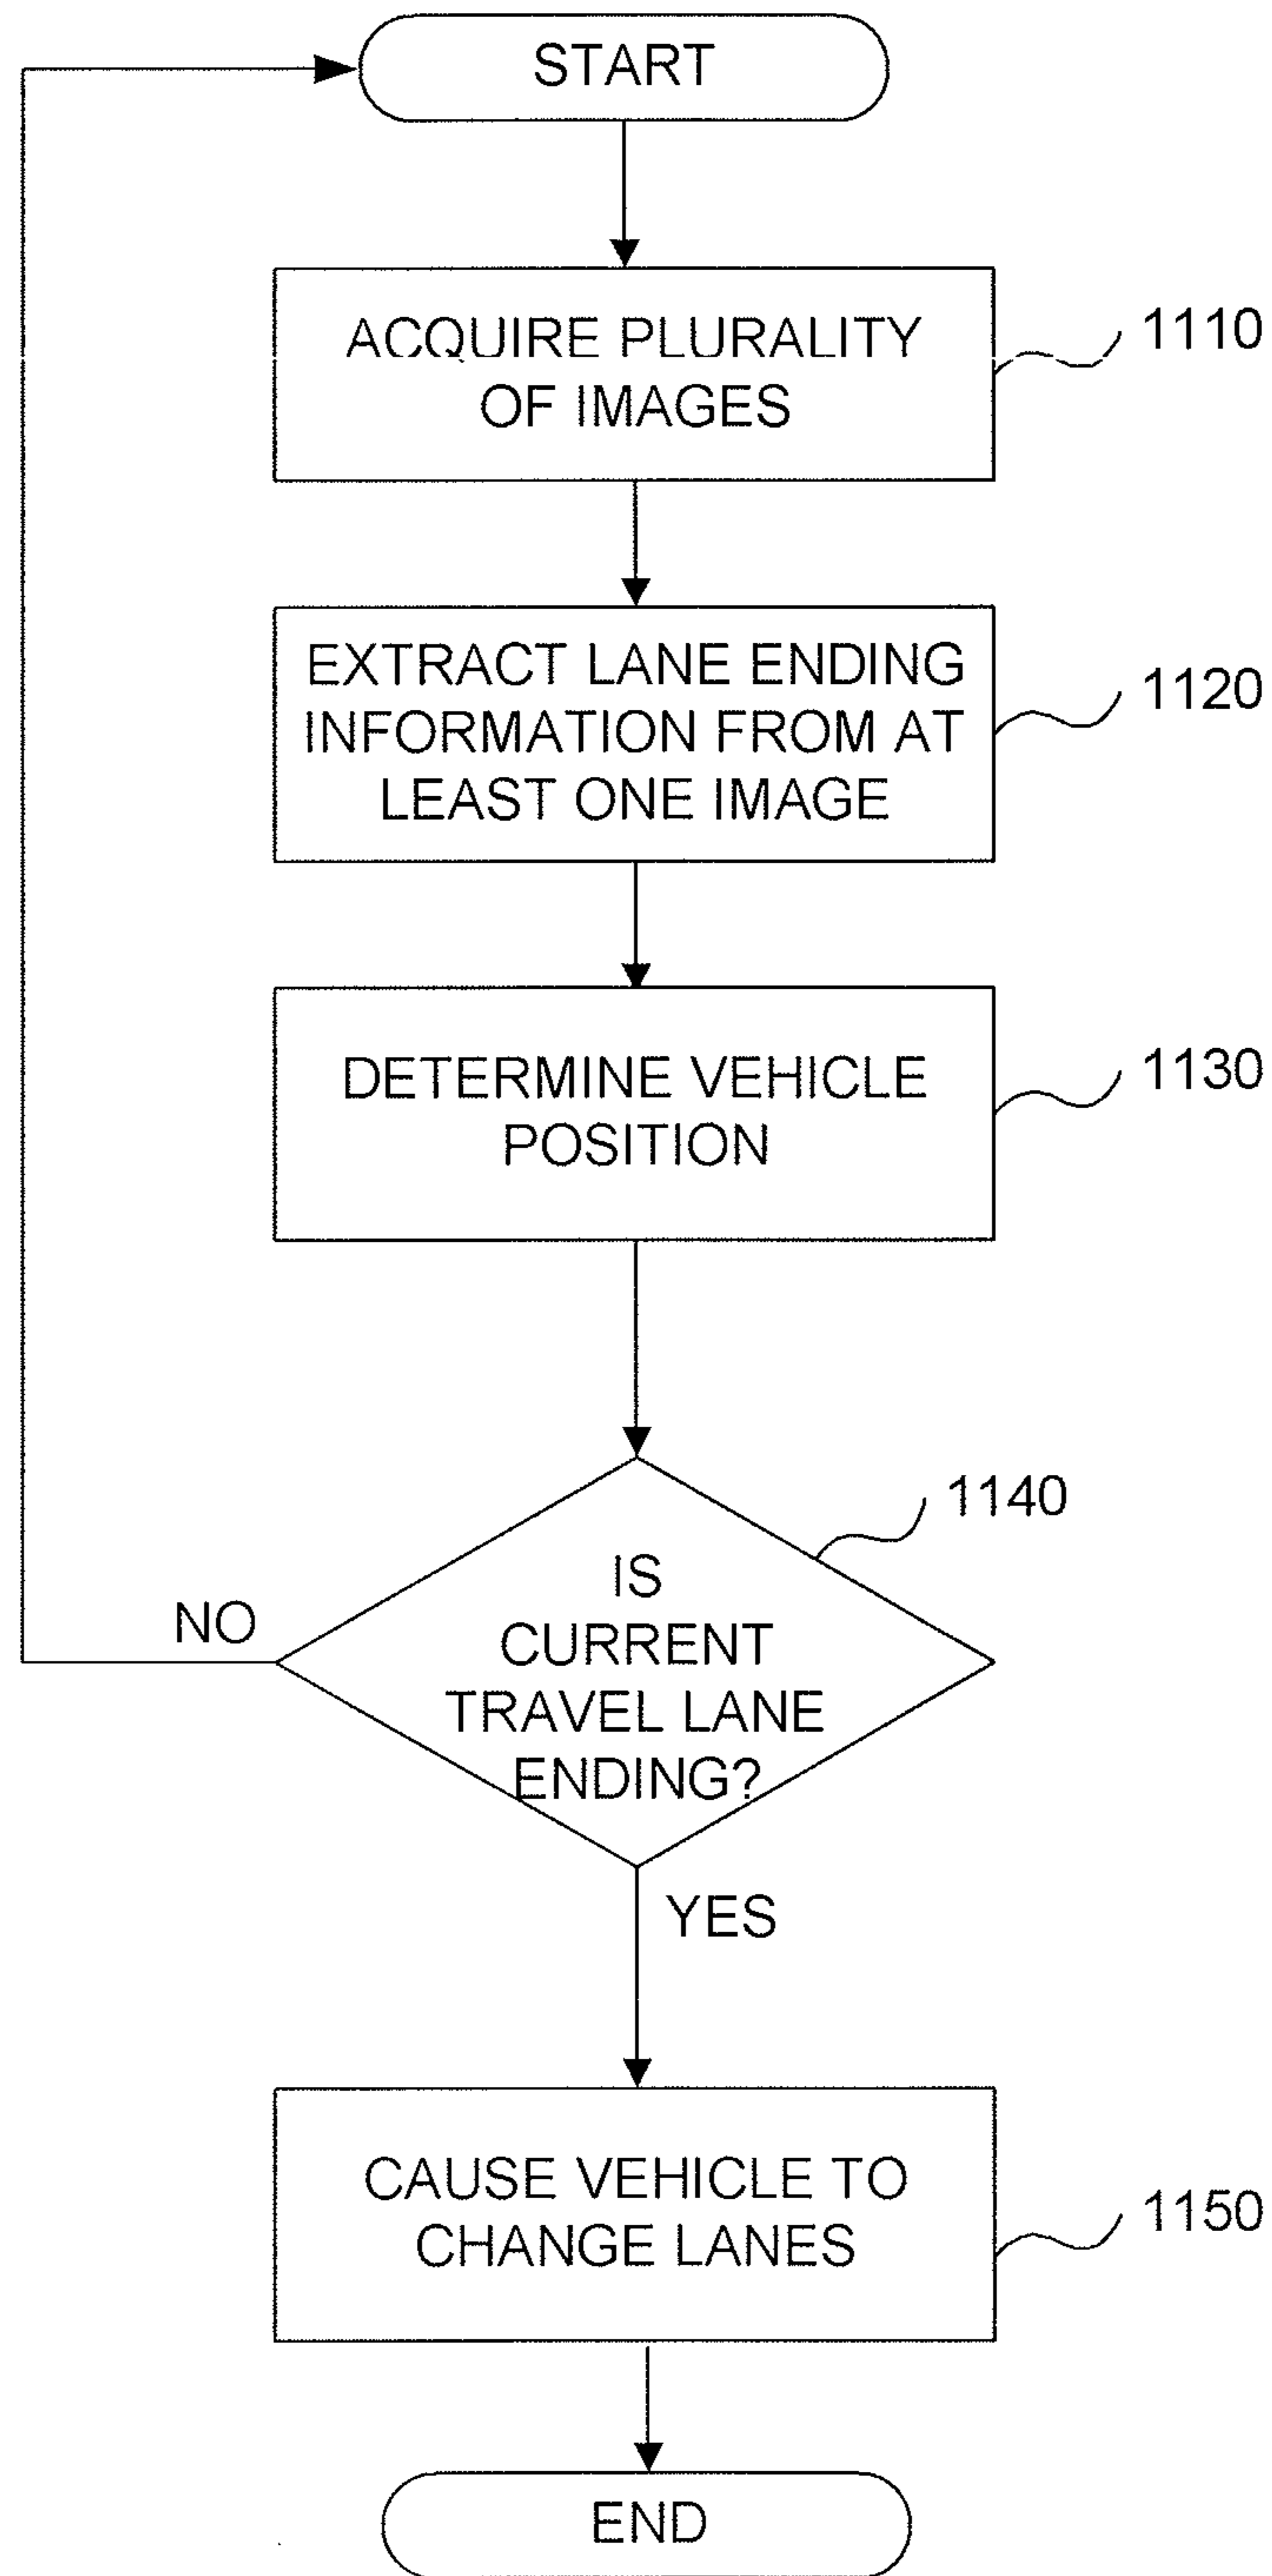 START
ACQUIRE PLURALITY
OF IMAGES
1110
EXTRACT LANE ENDING
INFORMATION FROM AT
LEAST ONE IMAGE
1120
DETERMINE VEHICLE
POSITION
1130
1140
IS
CURRENT
TRAVEL LANE
ENDING?
NO
YES
CAUSE VEHICLE TO
CHANGE LANES
1150
END